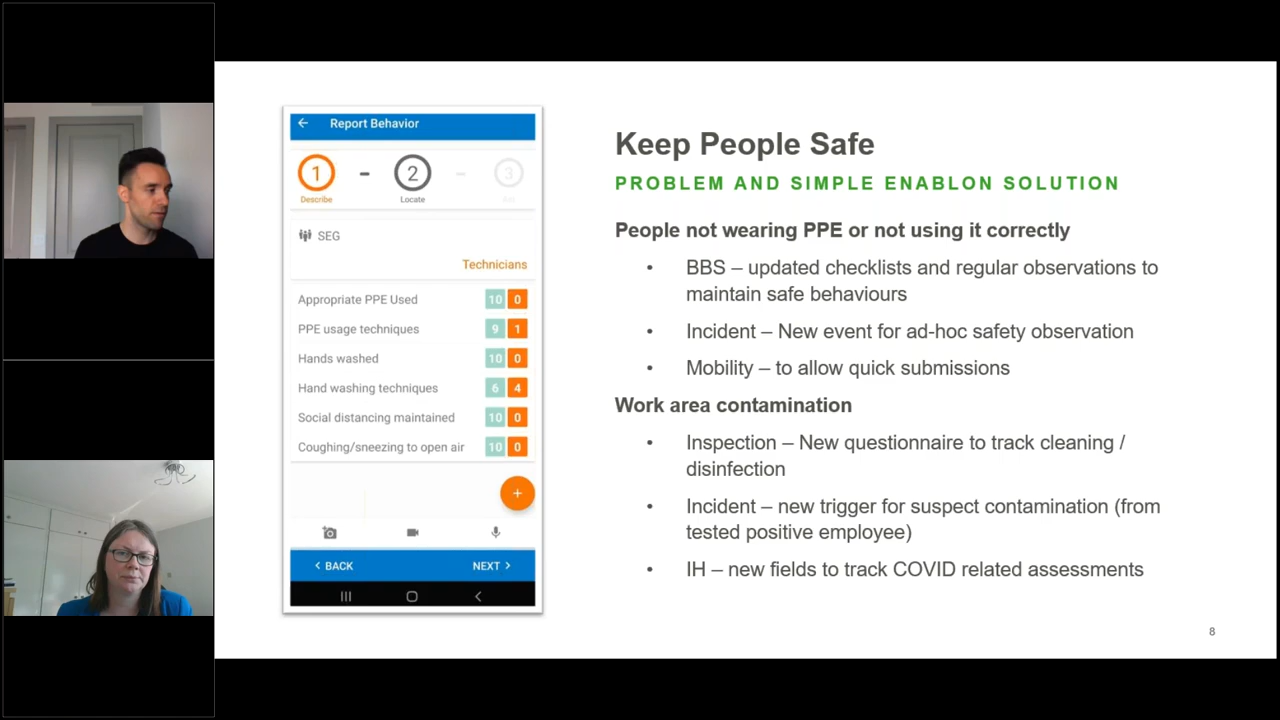 Report Behavior
1
2
3
Describe
Locate
SEG
Technicians
Appropriate PPE Used 10 0
PPE usage techniques 9 1
Hands washed 10 0
Hand washing techniques 6 4
Social distancing maintained 10 0
Coughing/sneezing to open air 10 0
+
< BACK
NEXT >
Keep People Safe
PROBLEM AND SIMPLE ENABLON SOLUTION
People not wearing PPE or not using it correctly
• BBS – updated checklists and regular observations to
maintain safe behaviours
• Incident – New event for ad-hoc safety observation
• Mobility – to allow quick submissions
Work area contamination
• Inspection – New questionnaire to track cleaning /
disinfection
• Incident – new trigger for suspect contamination (from
tested positive employee)
• IH – new fields to track COVID related assessments
8